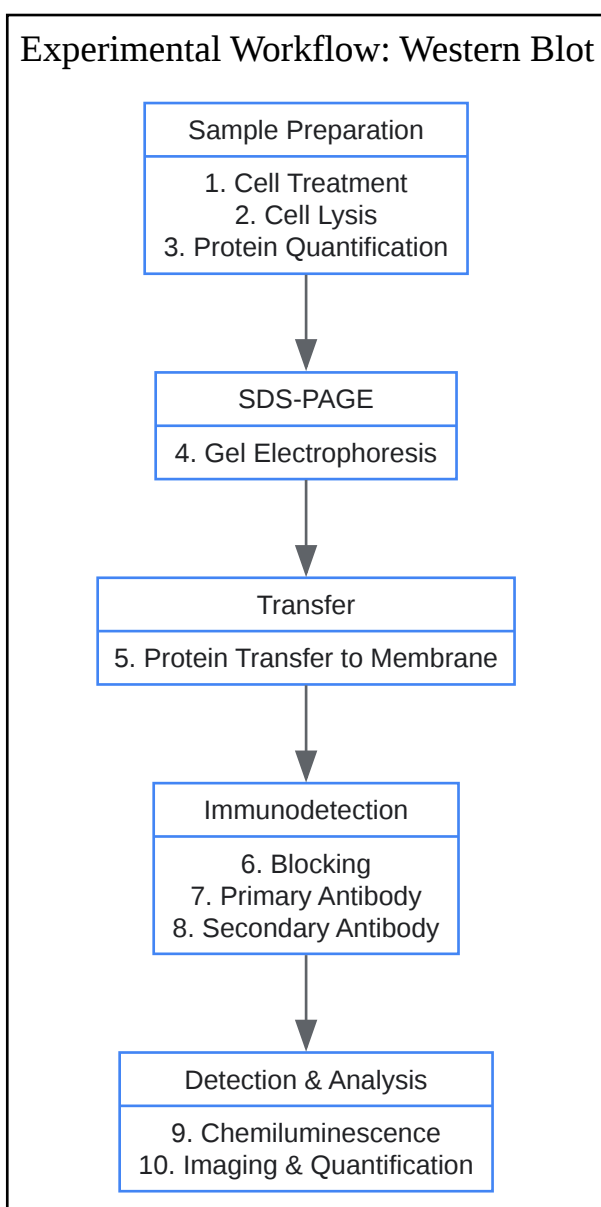 Experimental Workflow: Western Blot
Sample Preparation
1. Cell Treatment
2. Cell Lysis
3. Protein Quantification
SDS-PAGE
4. Gel Electrophoresis
Transfer
5. Protein Transfer to Membrane
Immunodetection
6. Blocking
7. Primary Antibody
8. Secondary Antibody
Detection & Analysis
9. Chemiluminescence
10. Imaging & Quantification